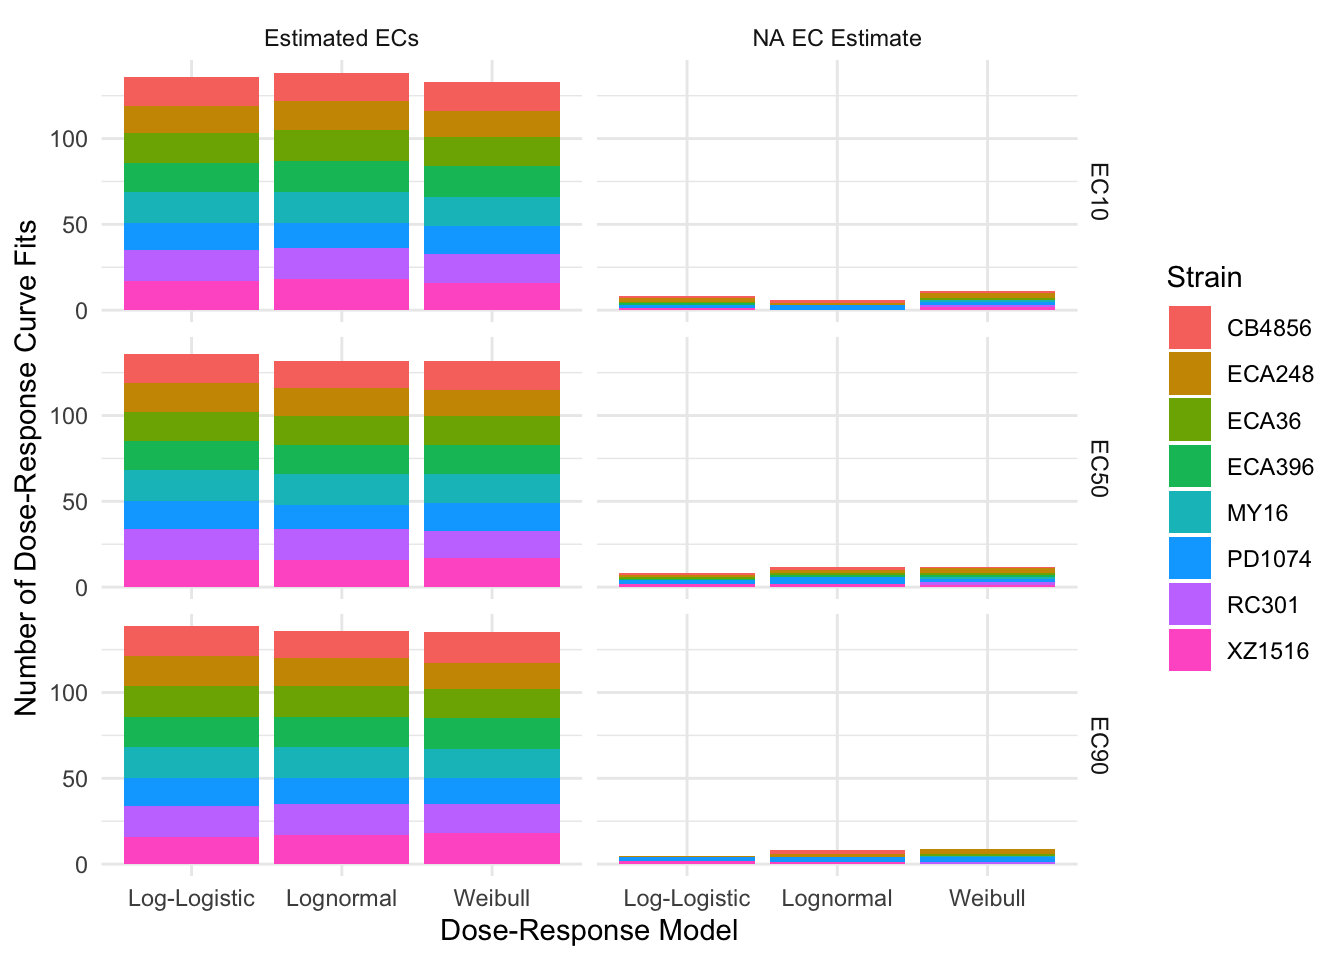 Estimated ECs
NA EC Estimate
Number of Dose-Response Curve Fits
100
50
0
EC10
100
50
0
EC50
100
50
0
EC90
Log-Logistic
Lognormal
Weibull
Log-Logistic
Lognormal
Weibull
Dose-Response Model
Strain
CB4856
ECA248
ECA36
ECA396
MY16
PD1074
RC301
XZ1516